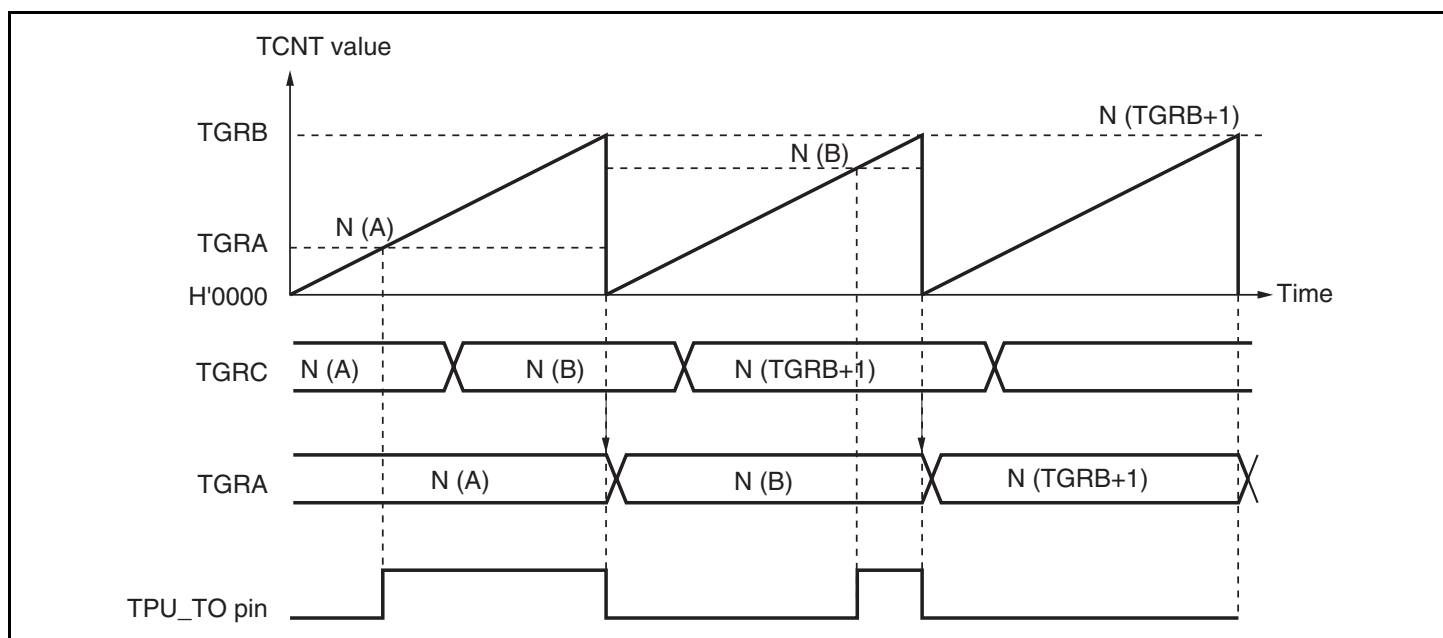 TCNT value
TGRB
N (TGRB+1)
N (B)
N (A)
TGRA
H'0000
Time
TGRC
N (A)
N (B)
N (TGRB+1)
TGRA
N (A)
N (B)
N (TGRB+1)
TPU_TO pin